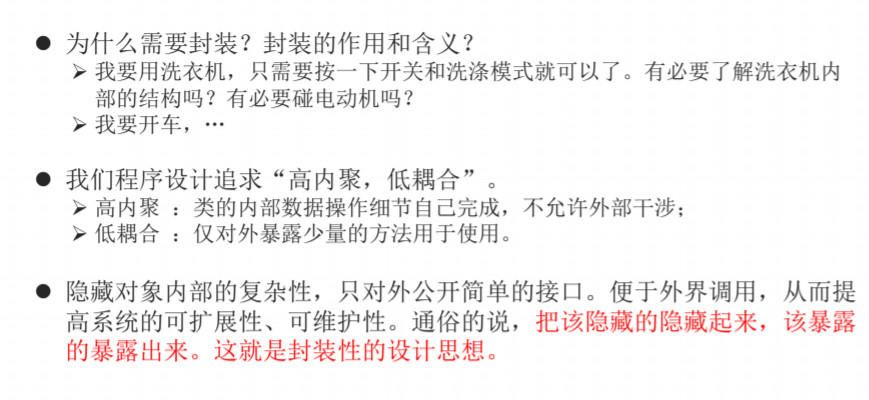 ● 为什么需要封装？封装的作用和含义？
➢ 我要用洗衣机，只需要按一下开关和洗涤模式就可以了。有必要了解洗衣机内
部的结构吗？有必要碰电动机吗？
➢ 我要开车，…
● 我们程序设计追求“高内聚，低耦合”。
➢ 高内聚 ：类的内部数据操作细节自己完成，不允许外部干涉；
➢ 低耦合 ：仅对外暴露少量的方法用于使用。
● 隐藏对象内部的复杂性，只对外公开简单的接口。便于外界调用，从而提
高系统的可扩展性、可维护性。通俗的说，把该隐藏的隐藏起来，该暴露
的暴露出来。这就是封装性的设计思想。